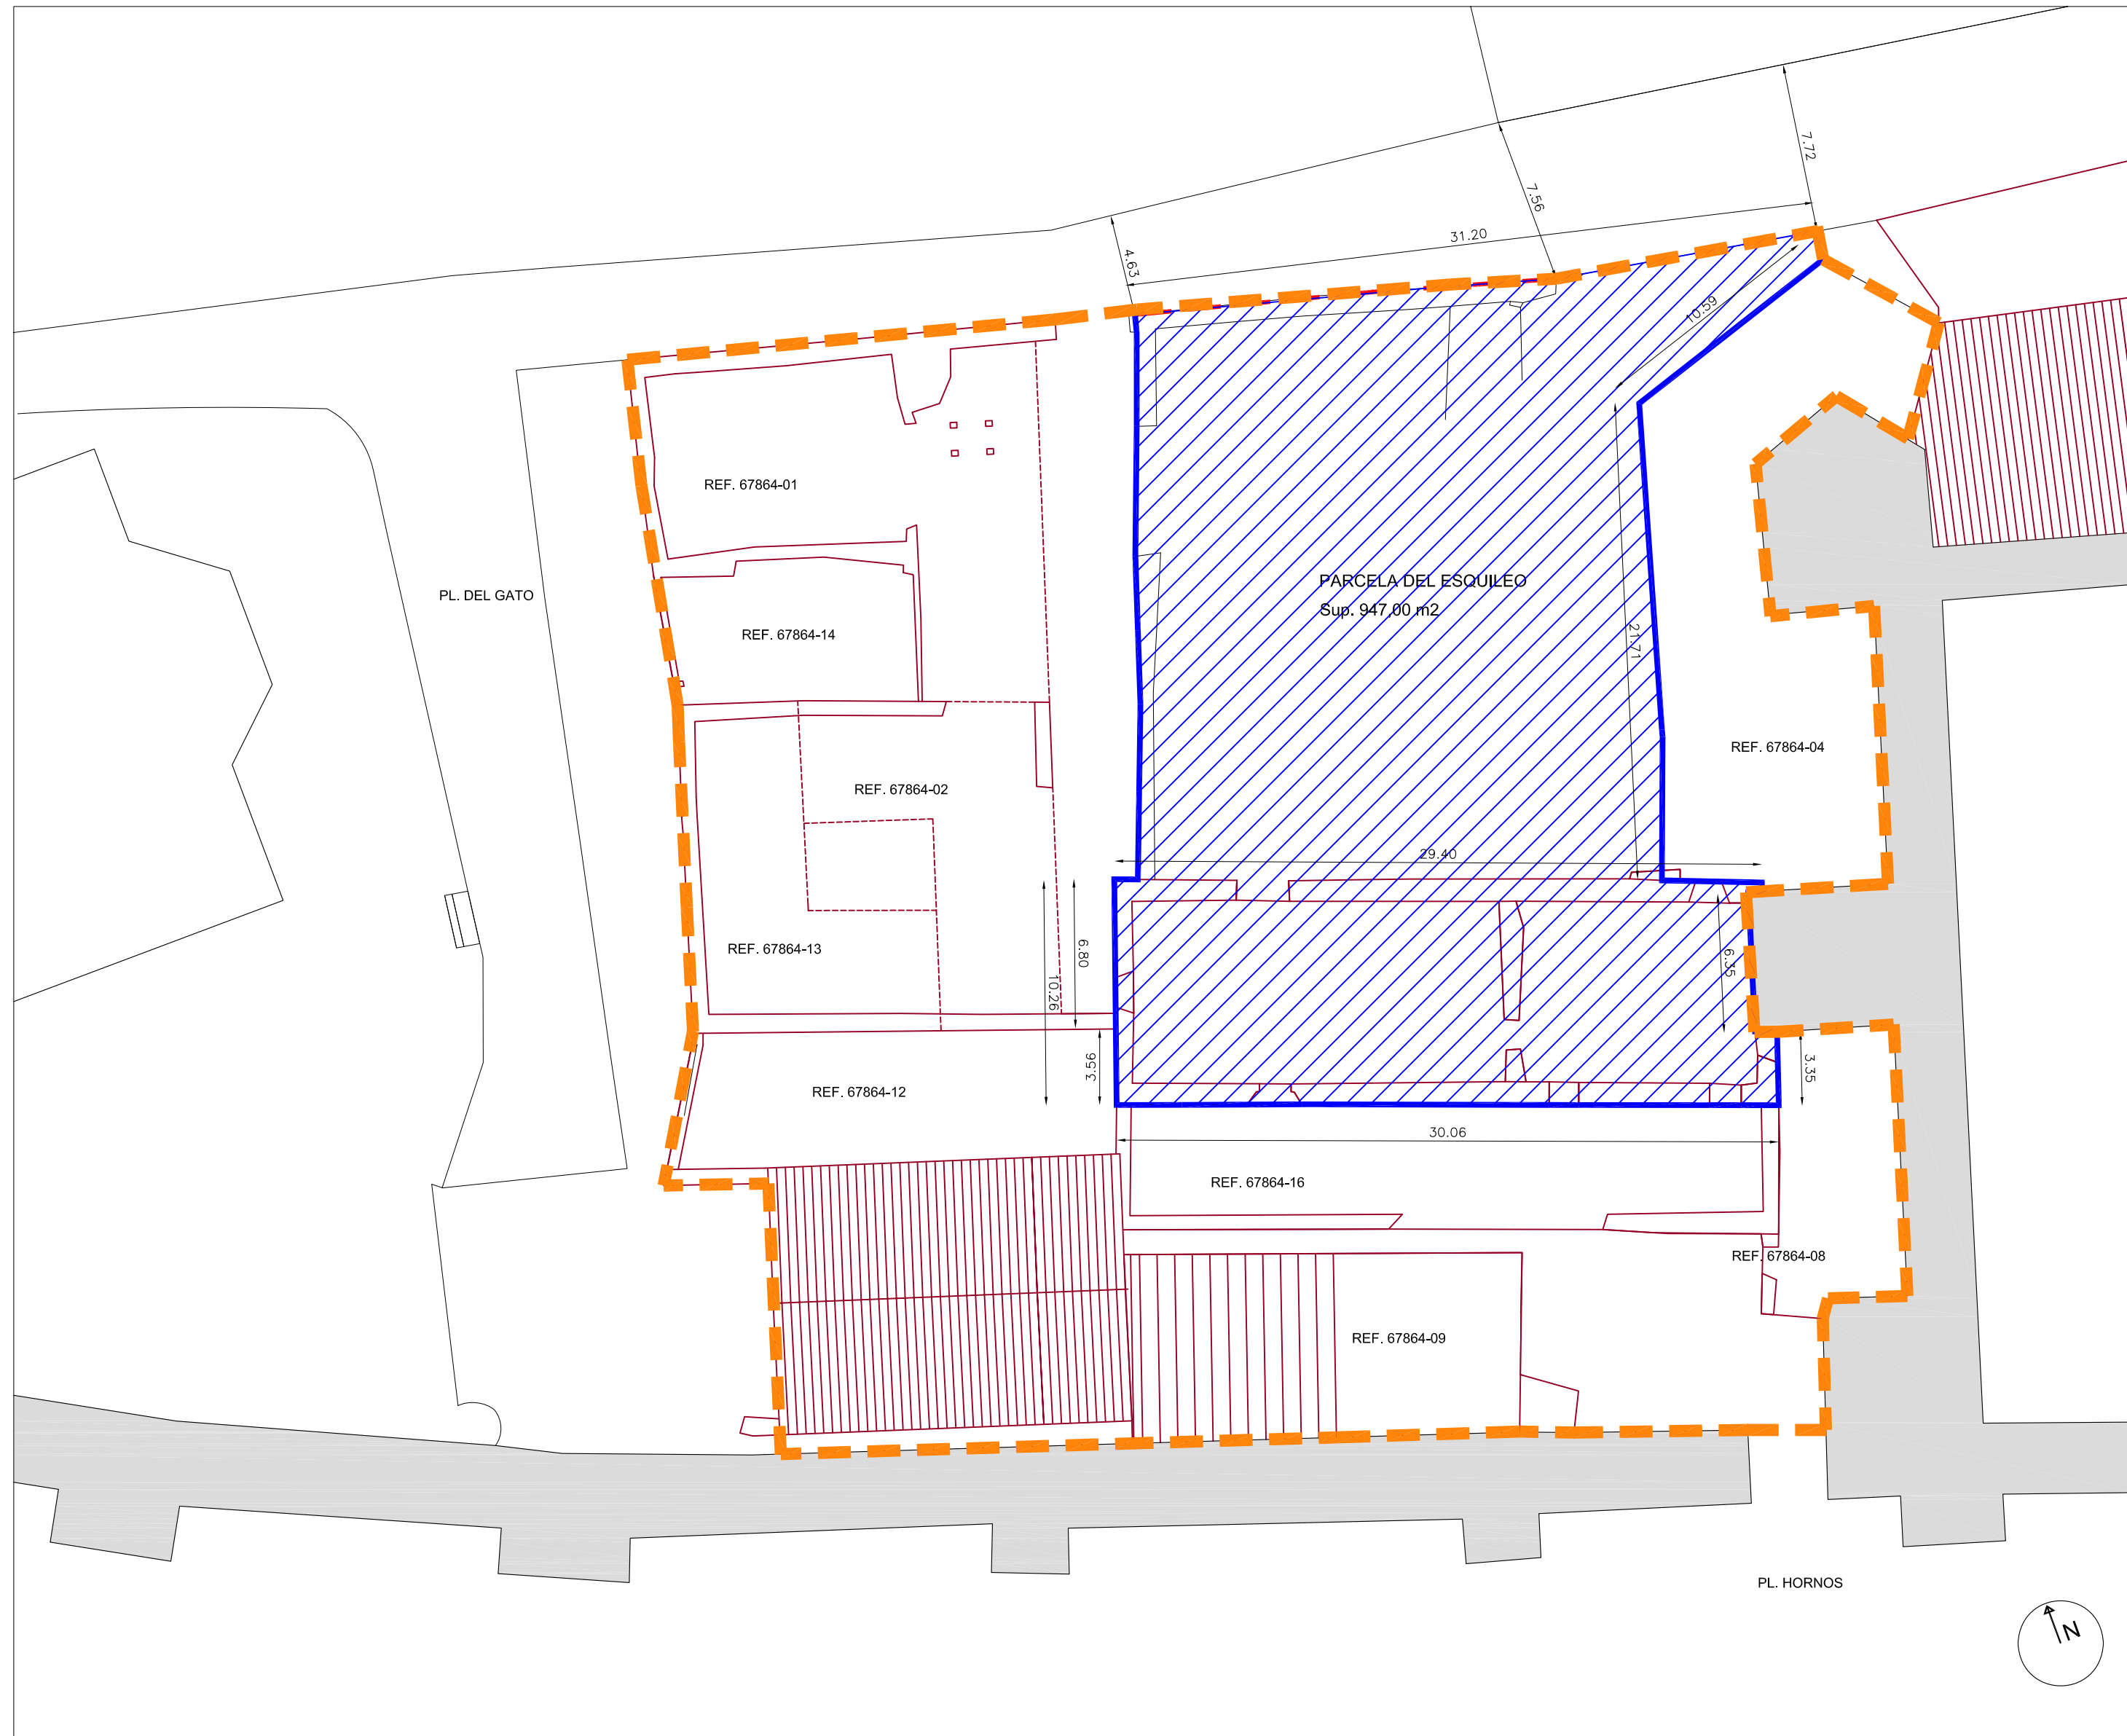 7.72
7.56
31.20
4.63
10.59
REF. 67864-01
PARCELA DEL ESQUILEO
Sup. 947,00 m2
PL. DEL GATO
REF. 67864-14
21.71
REF. 67864-04
REF. 67864-02
29.40
REF. 67864-13
6.80
10.26
6.35
3.56
3.35
REF. 67864-12
30.06
REF. 67864-16
REF. 67864-08
REF. 67864-09
PL. HORNOS
N